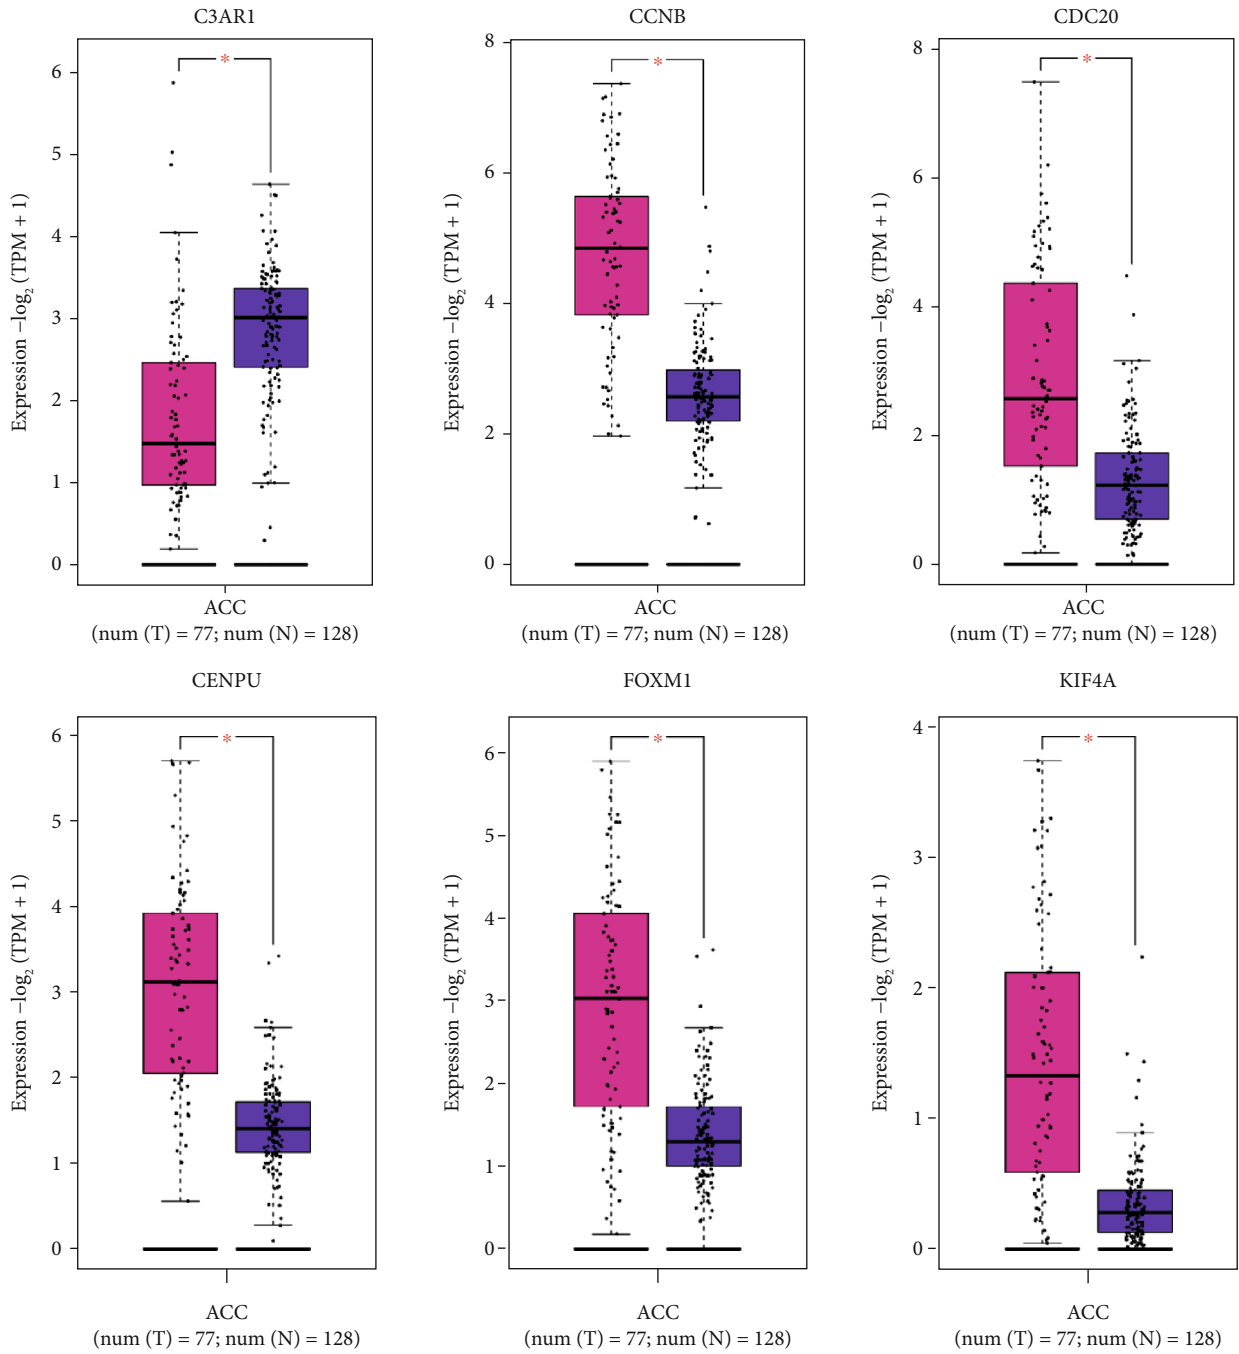 C3AR1
*
6
5
4
3
2
1
0
Expression −log2 (TPM + 1)
ACC
(num (T) = 77; num (N) = 128)
CCNB
*
8
6
4
2
0
Expression −log2 (TPM + 1)
ACC
(num (T) = 77; num (N) = 128)
CDC20
*
8
6
4
2
0
Expression −log2 (TPM + 1)
ACC
(num (T) = 77; num (N) = 128)
CENPU
*
6
5
4
3
2
1
0
Expression −log2 (TPM + 1)
ACC
(num (T) = 77; num (N) = 128)
FOXM1
*
6
5
4
3
2
1
0
Expression −log2 (TPM + 1)
ACC
(num (T) = 77; num (N) = 128)
KIF4A
*
4
3
2
1
0
Expression −log2 (TPM + 1)
ACC
(num (T) = 77; num (N) = 128)